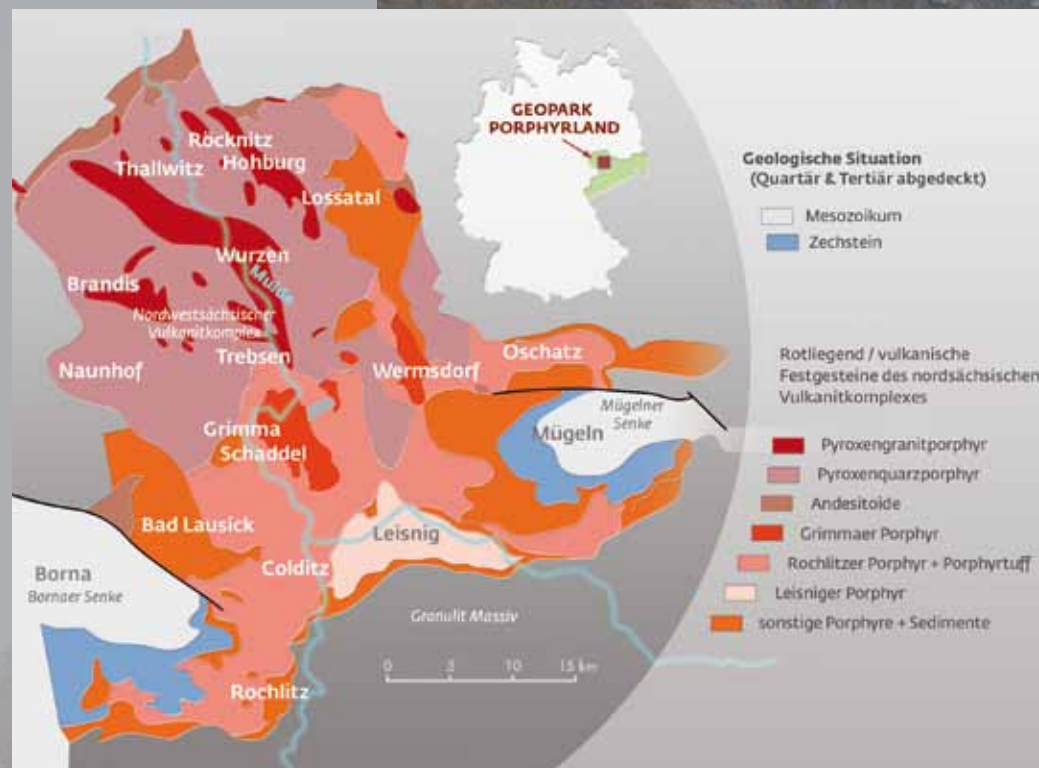 GEOPARK
PORPHYRLAND
Röcknitz
Thallwitz
Hohburg
Lossatal
Wurzen
Mulde
Brandis
Nordwestsächsischer
Vulkanitkomplex
Trebsen
Naunhof
Wermsdorf
Oschatz
Grimma
Schaddel
Mügelner
Senke
Mügeln
Bad Lausick
Leisnig
Borna
Bornaer Senke
Colditz
Granulit Massiv
Rochlitz
0 5 10 15 km
Geologische Situation
(Quartär & Tertiär abgedeckt)
Mesozoikum
Zechstein
Rotliegend / vulkanische
Festgesteine des nordsächsischen
Vulkanitkomplexes
Pyroxengranitporphyr
Pyroxenquarzporphyr
Andesitoide
Grimmaer Porphyr
Rochlitzer Porphyr + Porphyrtuff
Leisniger Porphyr
sonstige Porphyre + Sedimente